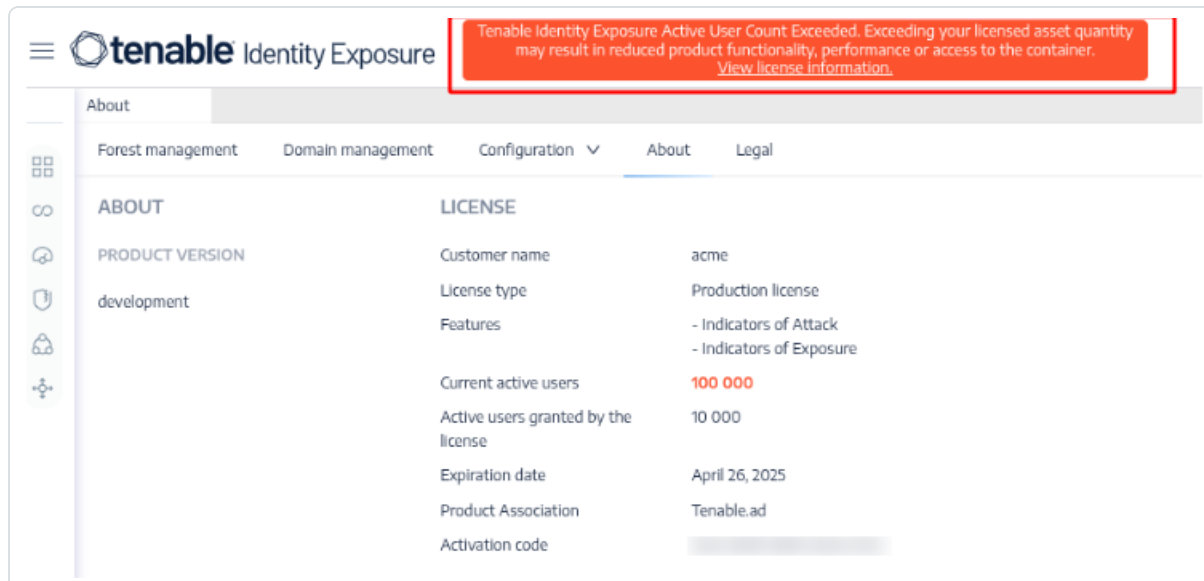 Tenable Identity Exposure Active User Count Exceeded. Exceeding your licensed asset quantity
may result in reduced product functionality, performance or access to the container.
View license information.
tenable Identity Exposure
About
Forest management Domain management Configuration About Legal
ABOUT
LICENSE
PRODUCT VERSION
development
Customer name acme
License type Production license
Features - Indicators of Attack
- Indicators of Exposure
Current active users 100 000
Active users granted by the 10 000
license
Expiration date April 26, 2025
Product Association Tenable.ad
Activation code